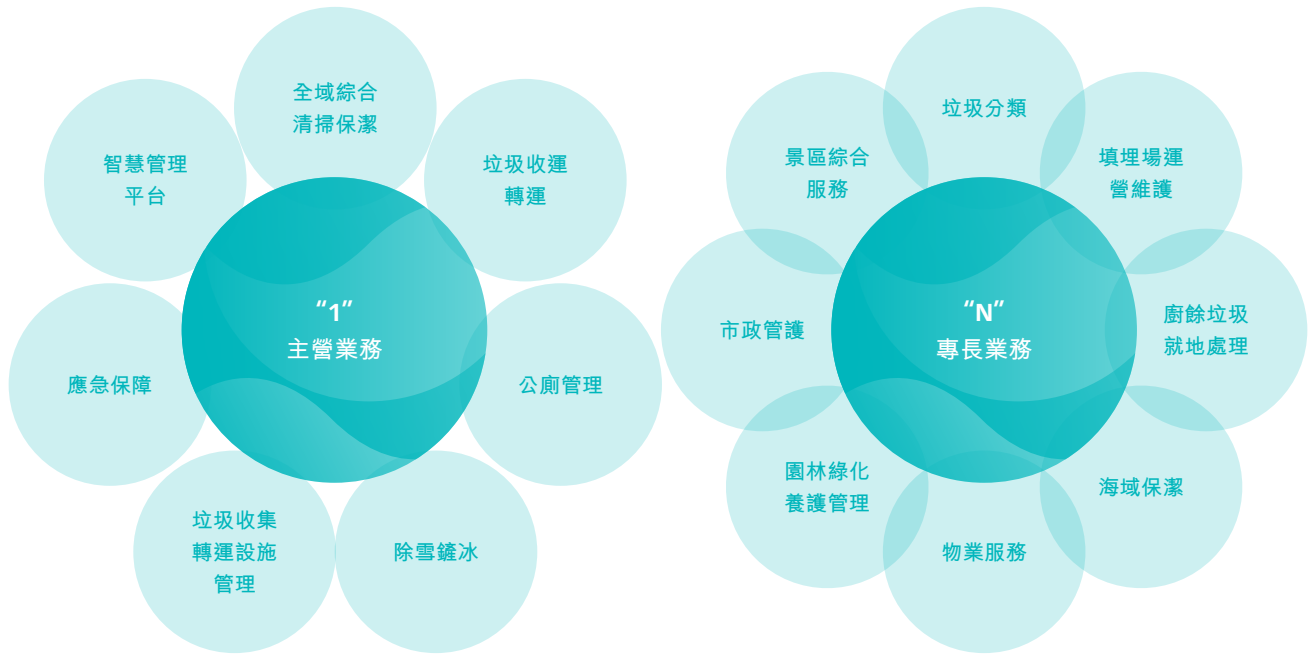 全域綜合
清掃保潔
垃圾收運
轉運
公廁管理
除雪鏟冰
垃圾收集
轉運設施
管理
應急保障
智慧管理
平台
“1”
主營業務
垃圾分類
填埋場運
營維護
廚餘垃圾
就地處理
海域保潔
物業服務
園林綠化
養護管理
市政管護
景區綜合
服務
“N”
專長業務